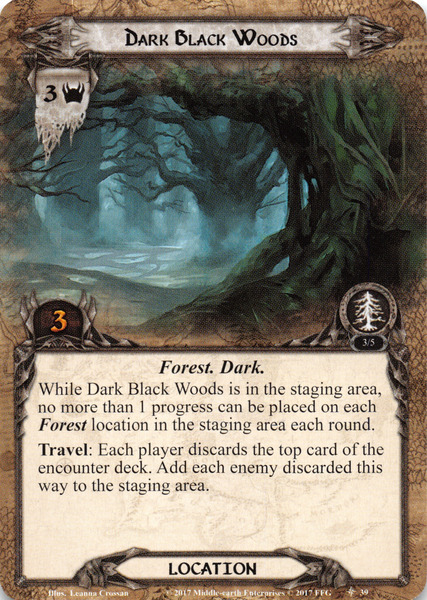 Dark Black Woods
3
3
3/5
Forest. Dark.
While Dark Black Woods is in the staging area,
no more than 1 progress can be placed on each
Forest location in the staging area each round.
Travel: Each player discards the top card of the
encounter deck. Add each enemy discarded this
way to the staging area.
LOCATION
Illus. Leanna Crossan
© 2017 Middle-earth Enterprises © 2017 FFG
39